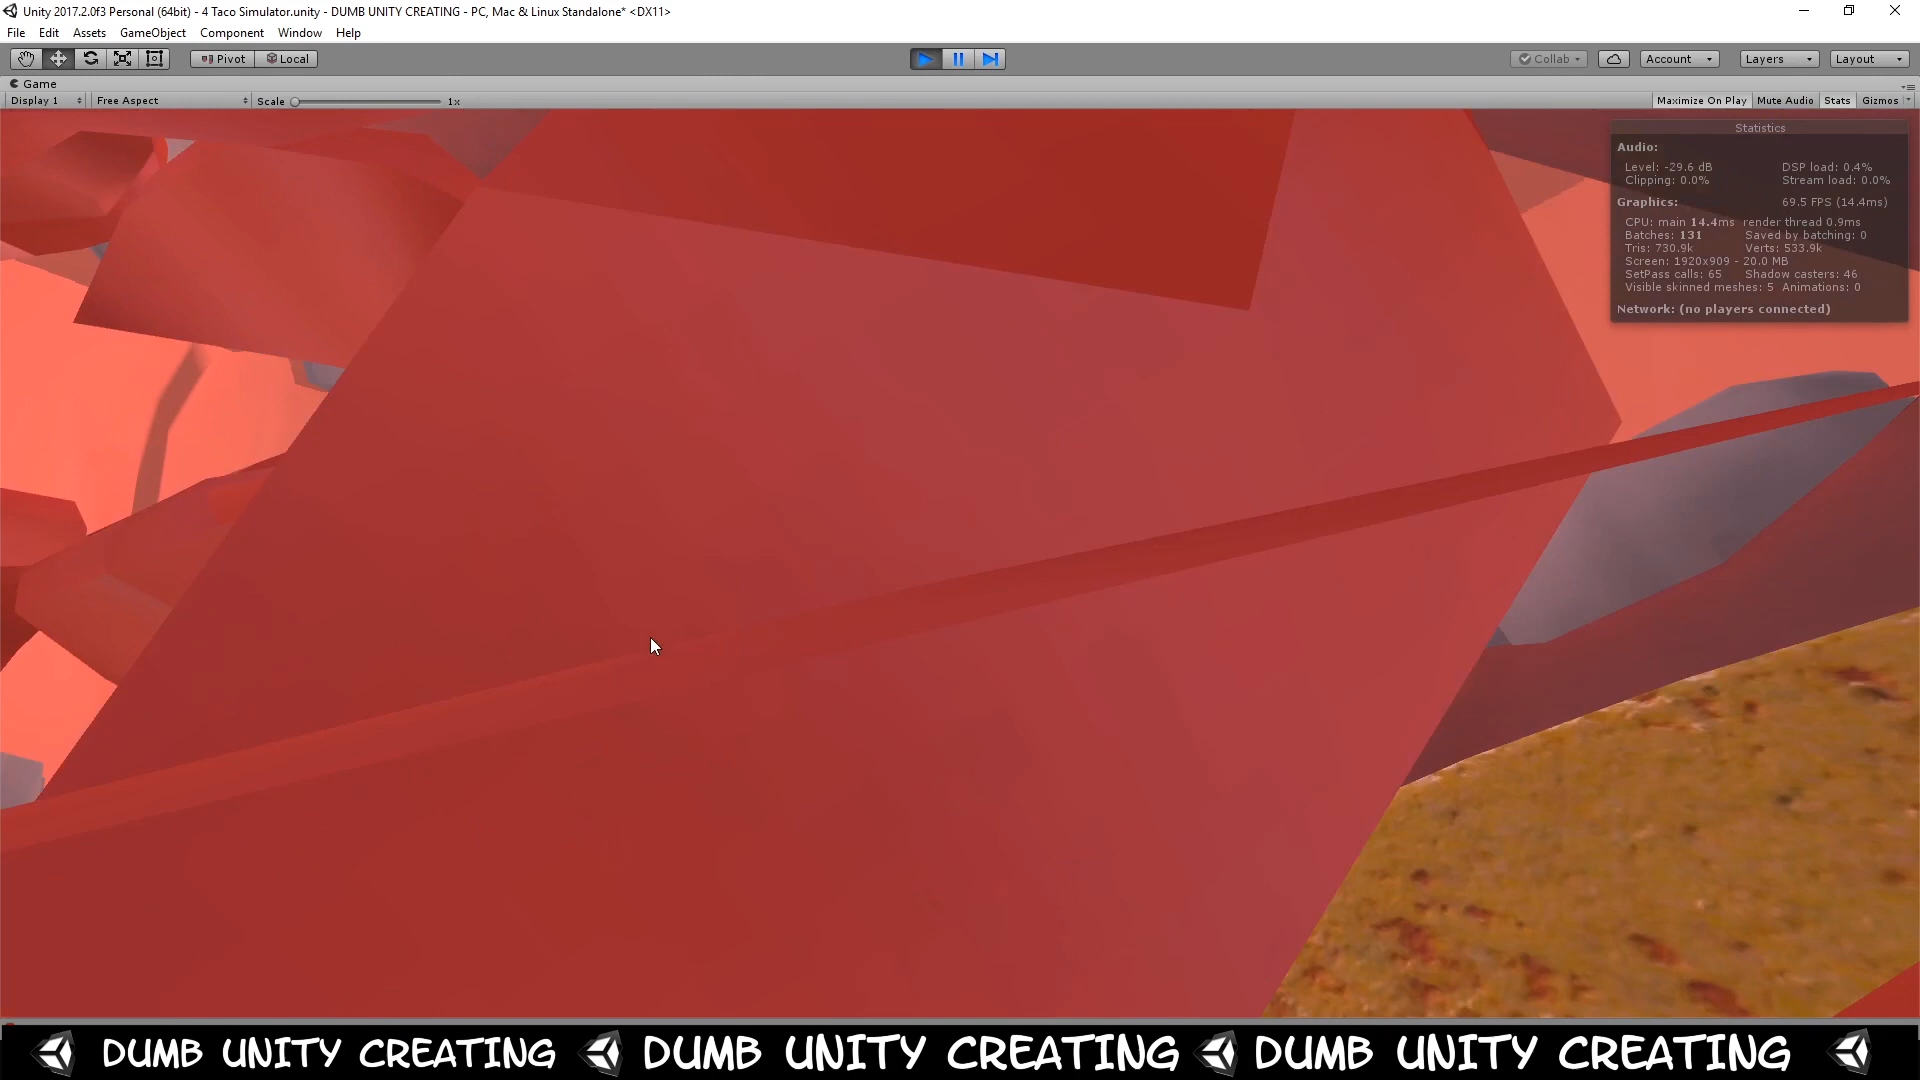 Unity 2017.2.0f3 Personal (64bit) - 4 Taco Simulator.unity - DUMB UNITY CREATING - PC, Mac & Linux Standalone* <DX11>
File Edit Assets GameObject Component Window Help
Pivot Local Collab Account Layers Layout
Game
Display 1 Free Aspect Scale 1x Maximize On Play Mute Audio Stats Gizmos
Statistics
Audio:
Level: -29.6 dB DSP load: 0.4%
Clipping: 0.0% Stream load: 0.0%
Graphics: 69.5 FPS (14.4ms)
CPU: main 14.4ms render thread 0.9ms
Batches: 131 Saved by batching: 0
Tris: 730.9k Verts: 533.9k
Screen: 1920x909 - 20.0 MB
SetPass calls: 65 Shadow casters: 46
Visible skinned meshes: 5 Animations: 0
Network: (no players connected)
DUMB UNITY CREATING DUMB UNITY CREATING DUMB UNITY CREATING